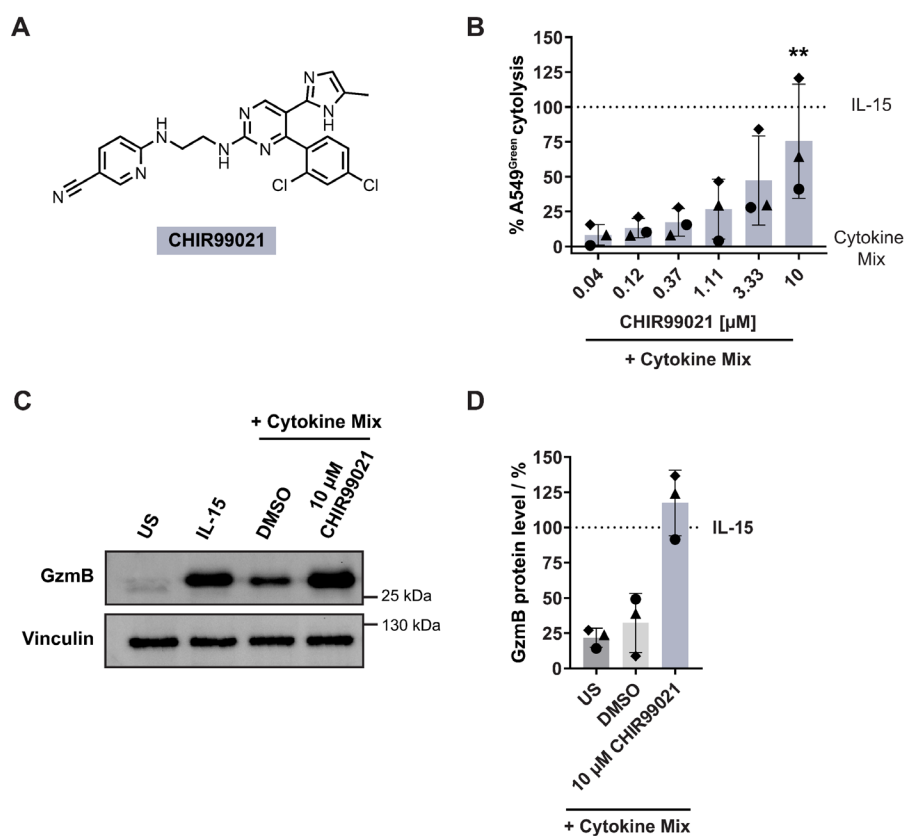 A
N
N
H
N
N
H
N
N
N
N
H
Cl
Cl
N
CHIR99021
B
150
125
100
75
50
25
0
% A549Green cytolysis
**
IL-15
Cytokine
Mix
0.04
0.12
0.37
1.11
3.33
10
CHIR99021 [µM]
+ Cytokine Mix
C
+ Cytokine Mix
US
IL-15
DMSO
10 µM
CHIR99021
GzmB
25 kDa
130 kDa
Vinculin
D
150
100
75
50
25
0
GzmB protein level / %
IL-15
US
DMSO
10 µM CHIR99021
+ Cytokine Mix